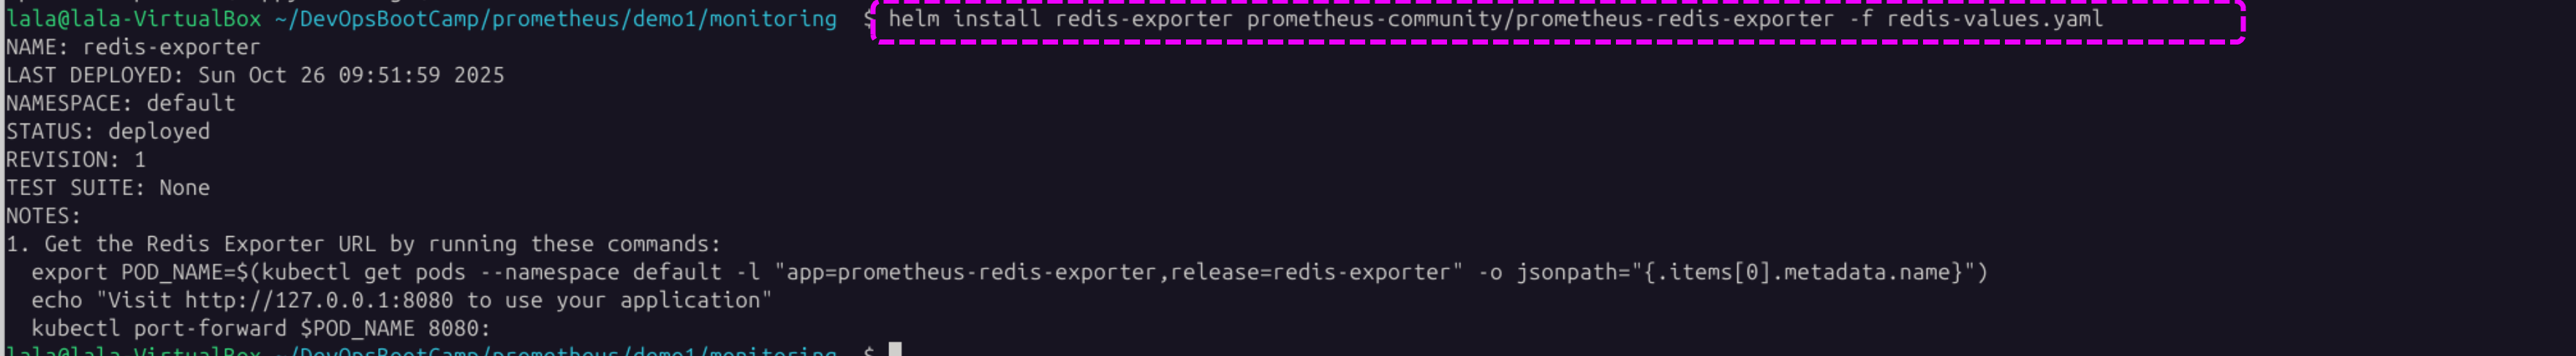 lala@lala-VirtualBox ~/DevOpsBootCamp/prometheus/demo1/monitoring $ helm install redis-exporter prometheus-community/prometheus-redis-exporter -f redis-values.yaml
NAME: redis-exporter
LAST DEPLOYED: Sun Oct 26 09:51:59 2025
NAMESPACE: default
STATUS: deployed
REVISION: 1
TEST SUITE: None
NOTES:
1. Get the Redis Exporter URL by running these commands:
  export POD_NAME=$(kubectl get pods --namespace default -l "app=prometheus-redis-exporter,release=redis-exporter" -o jsonpath="{.items[0].metadata.name}")
  echo "Visit http://127.0.0.1:8080 to use your application"
  kubectl port-forward $POD_NAME 8080:
lala@lala-VirtualBox ~/DevOpsBootCamp/prometheus/demo1/monitoring $